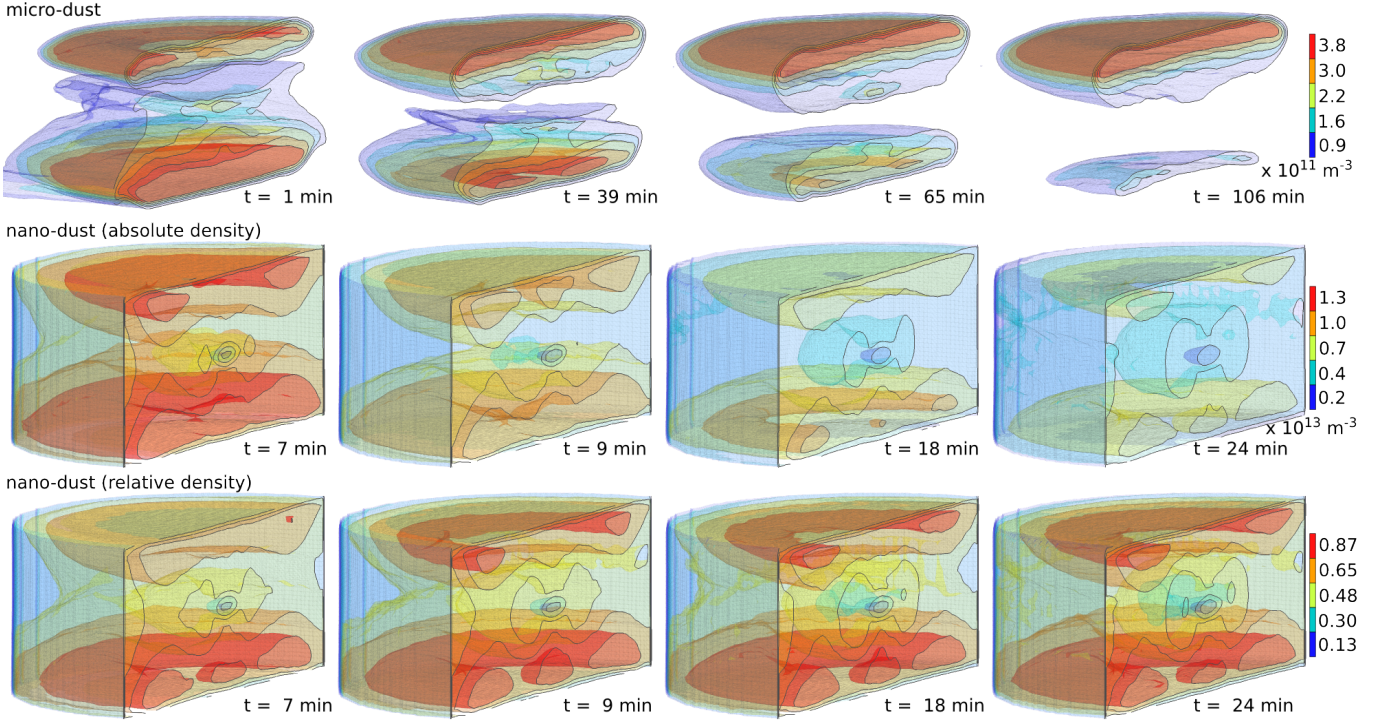 micro-dust
3.8
3.0
2.2
1.6
0.9
x 10¹¹ m⁻³
t = 1 min
t = 39 min
t = 65 min
t = 106 min
nano-dust (absolute density)
1.3
1.0
0.7
0.4
0.2
x 10¹³ m⁻³
t = 7 min
t = 9 min
t = 18 min
t = 24 min
nano-dust (relative density)
0.87
0.65
0.48
0.30
0.13
t = 7 min
t = 9 min
t = 18 min
t = 24 min